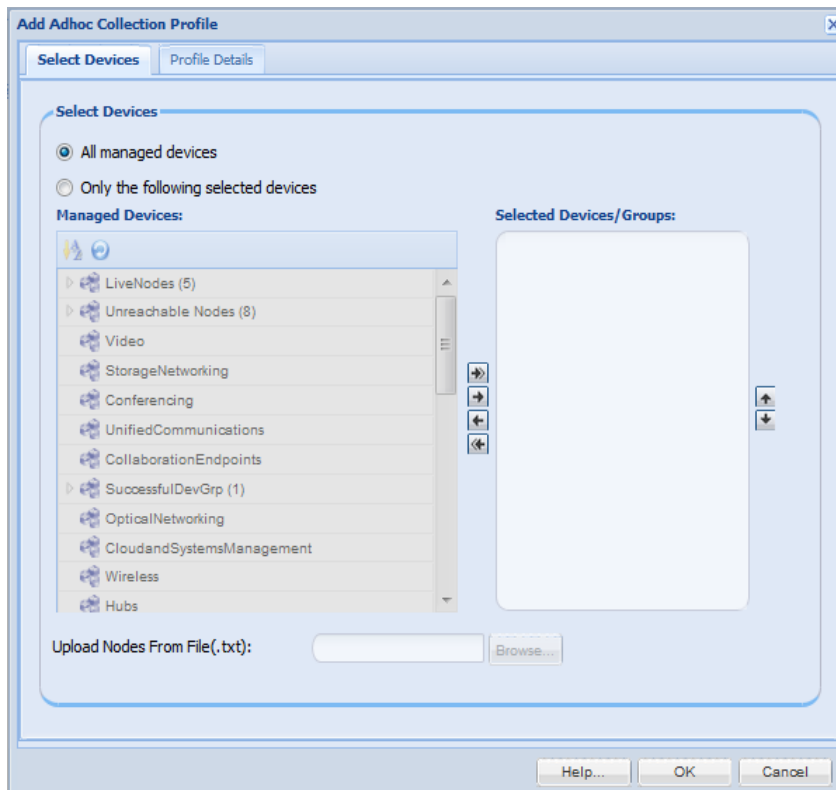 Add Adhoc Collection Profile
Select Devices
Profile Details
Select Devices
All managed devices
Only the following selected devices
Managed Devices:
Selected Devices/Groups:
LiveNodes (5)
Unreachable Nodes (8)
Video
StorageNetworking
Conferencing
UnifiedCommunications
CollaborationEndpoints
SuccessfulDevGrp (1)
OpticalNetworking
CloudandSystemsManagement
Wireless
Hubs
Upload Nodes From File(.txt):
Browse...
Help...
OK
Cancel